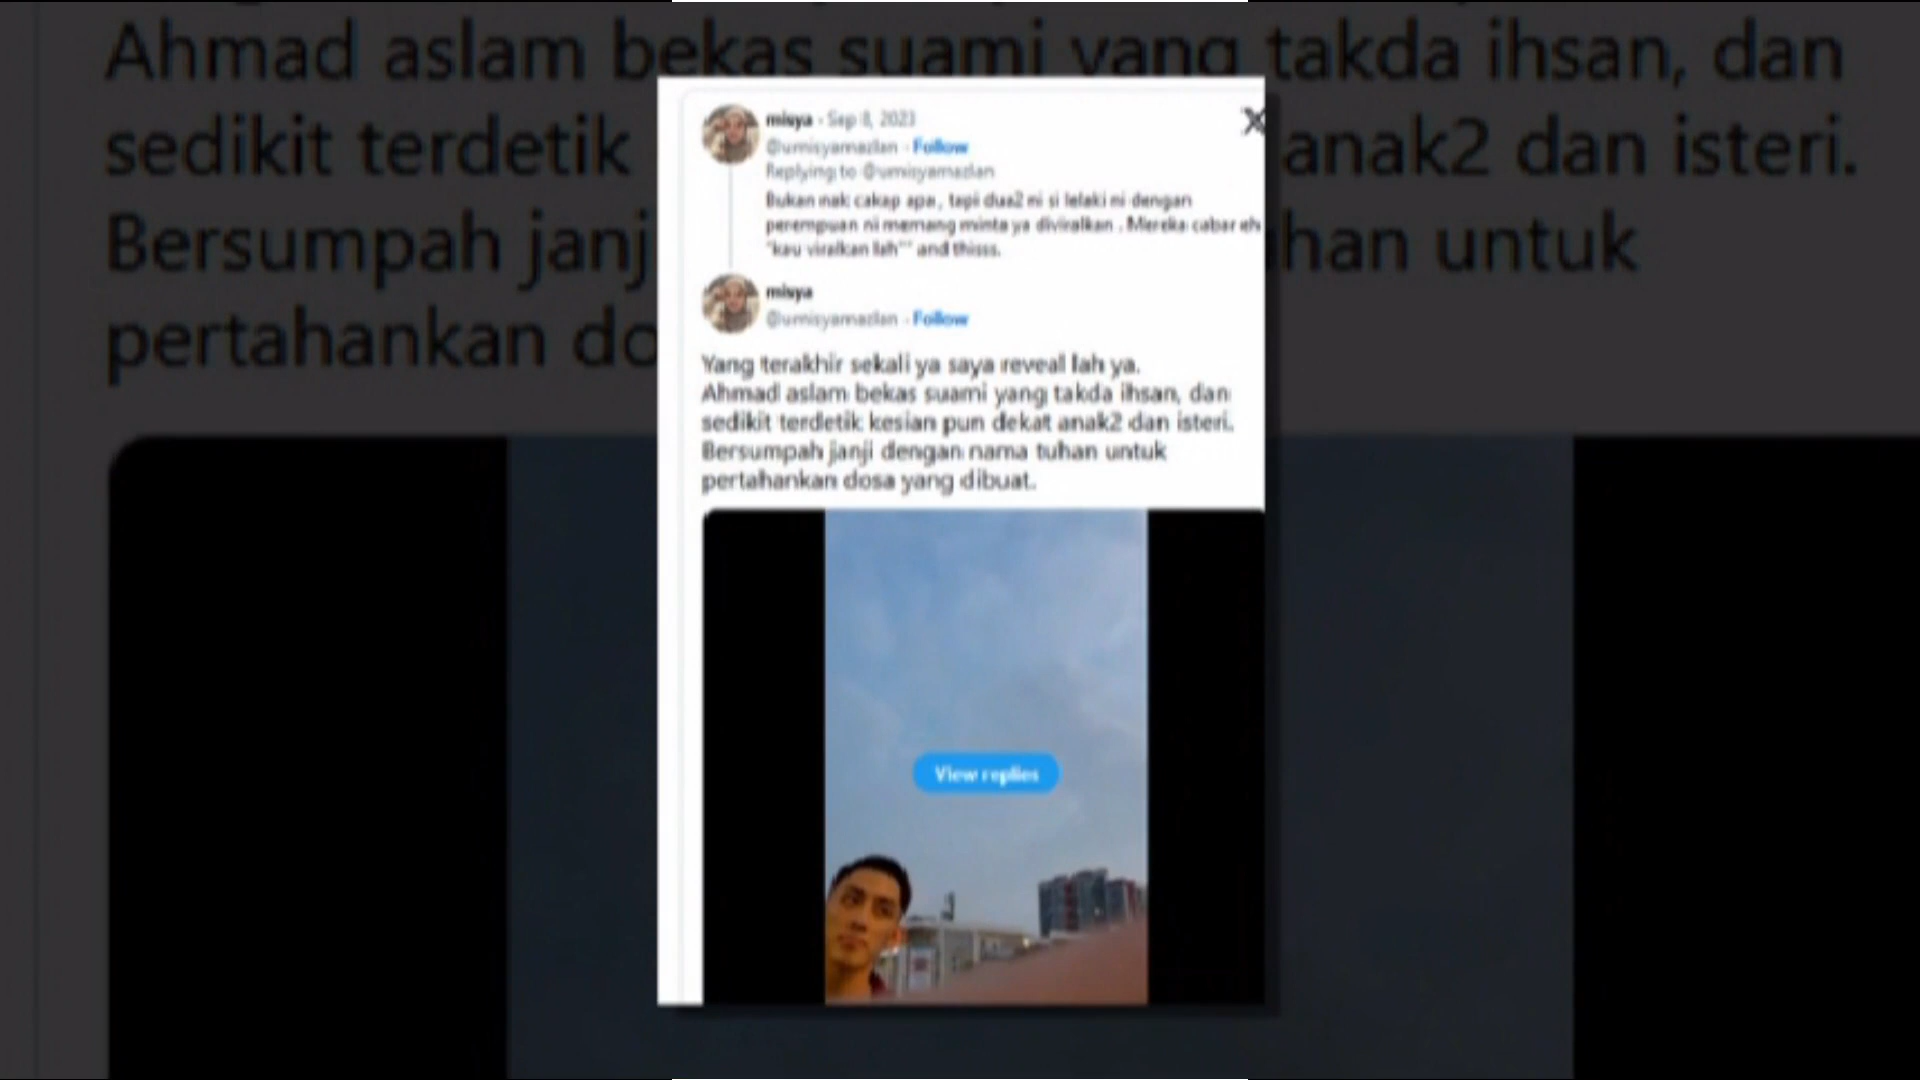 Ahmad aslam bekas suami yang takda ihsan, dan
sedikit terdetik anak2 dan isteri.
Bersumpah janj han untuk
pertahankan do
misya · Sep 8, 2023
@umisyamazlan · Follow
Replying to @umisyamazlan
Bukan nak cakap apa , tapi dua2 ni si lelaki ni dengan
perempuan ni memang minta ya diviralkan . Mereka cabar eh
"kau viralkan lah"" and thisss.
misya
@umisyamazlan · Follow
Yang terakhir sekali ya saya reveal lah ya.
Ahmad aslam bekas suami yang takda ihsan, dan
sedikit terdetik kesian pun dekat anak2 dan isteri.
Bersumpah janji dengan nama tuhan untuk
pertahankan dosa yang dibuat.
View replies